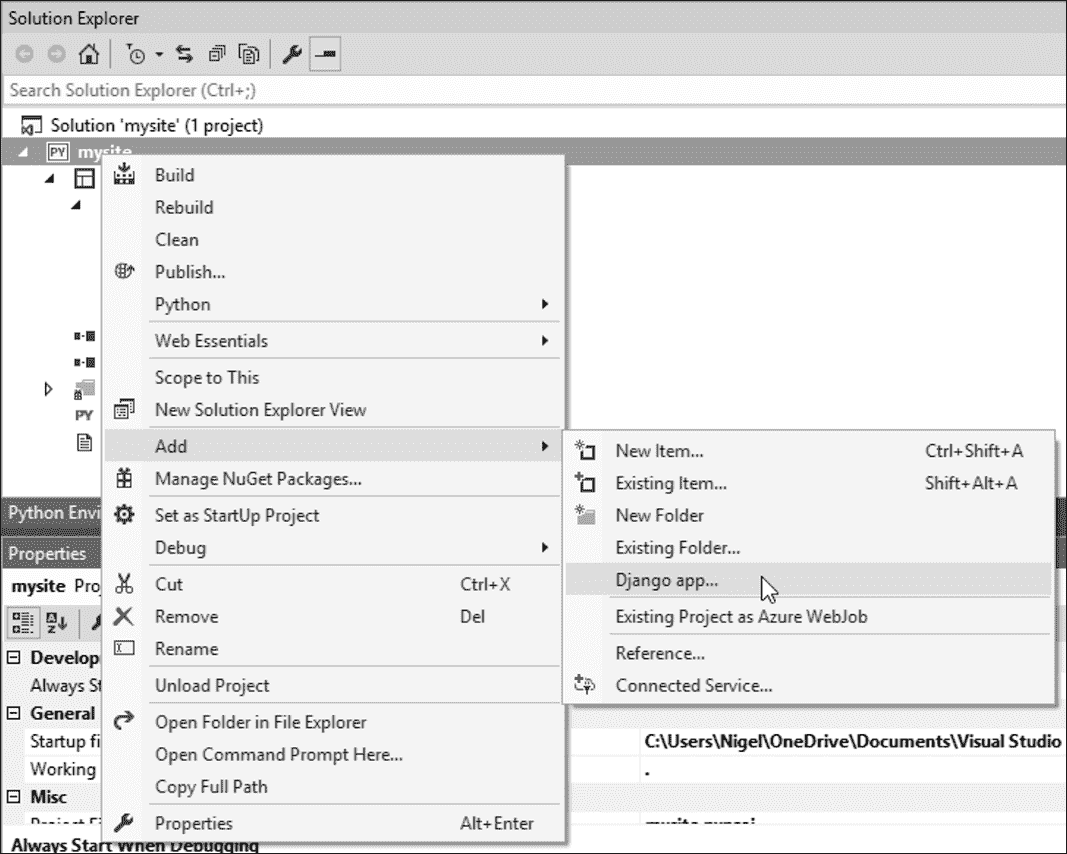 Solution Explorer
Search Solution Explorer (Ctrl+;)
Solution 'mysite' (1 project)
PY mysite
Build
Rebuild
Clean
Publish...
Python
Web Essentials
Scope to This
PY
New Solution Explorer View
Add
New Item... Ctrl+Shift+A
Manage NuGet Packages...
Existing Item... Shift+Alt+A
Python Envi
Set as StartUp Project
New Folder
Properties
Debug
Existing Folder...
mysite Proj
Cut Ctrl+X
Django app...
Remove Del
Existing Project as Azure WebJob
Rename
Reference...
Develop
Always St
Unload Project
Connected Service...
General
Open Folder in File Explorer
Startup fi
C:\Users\Nigel\OneDrive\Documents\Visual Studio
Working
Open Command Prompt Here...
.
Misc
Copy Full Path
Properties Alt+Enter
Always Start When Debugging